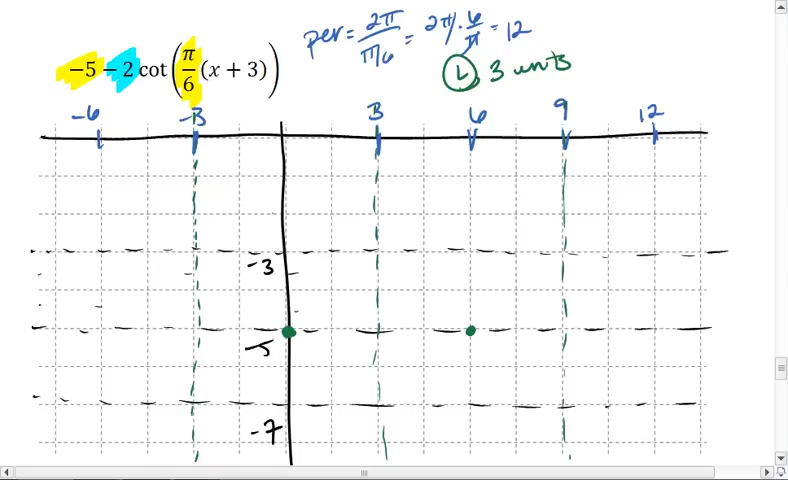 per = 2π/π/6 = 2π · 6/π = 12
−5 − 2 cot(π/6 (x + 3))
L 3 units
-6 -3 3 6 9 12
-3
-5
-7